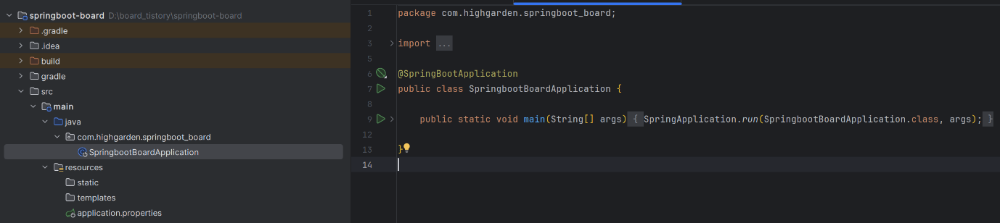 springboot-board D:\board_tistory\springboot-board
.gradle
.idea
build
gradle
src
main
java
com.highgarden.springboot_board
SpringbootBoardApplication
resources
static
templates
application.properties
1 package com.highgarden.springboot_board;
2
3 import ...
5
6 @SpringBootApplication
7 public class SpringbootBoardApplication {
8
9 public static void main(String[] args) { SpringApplication.run(SpringbootBoardApplication.class, args); }
12
13 }
14